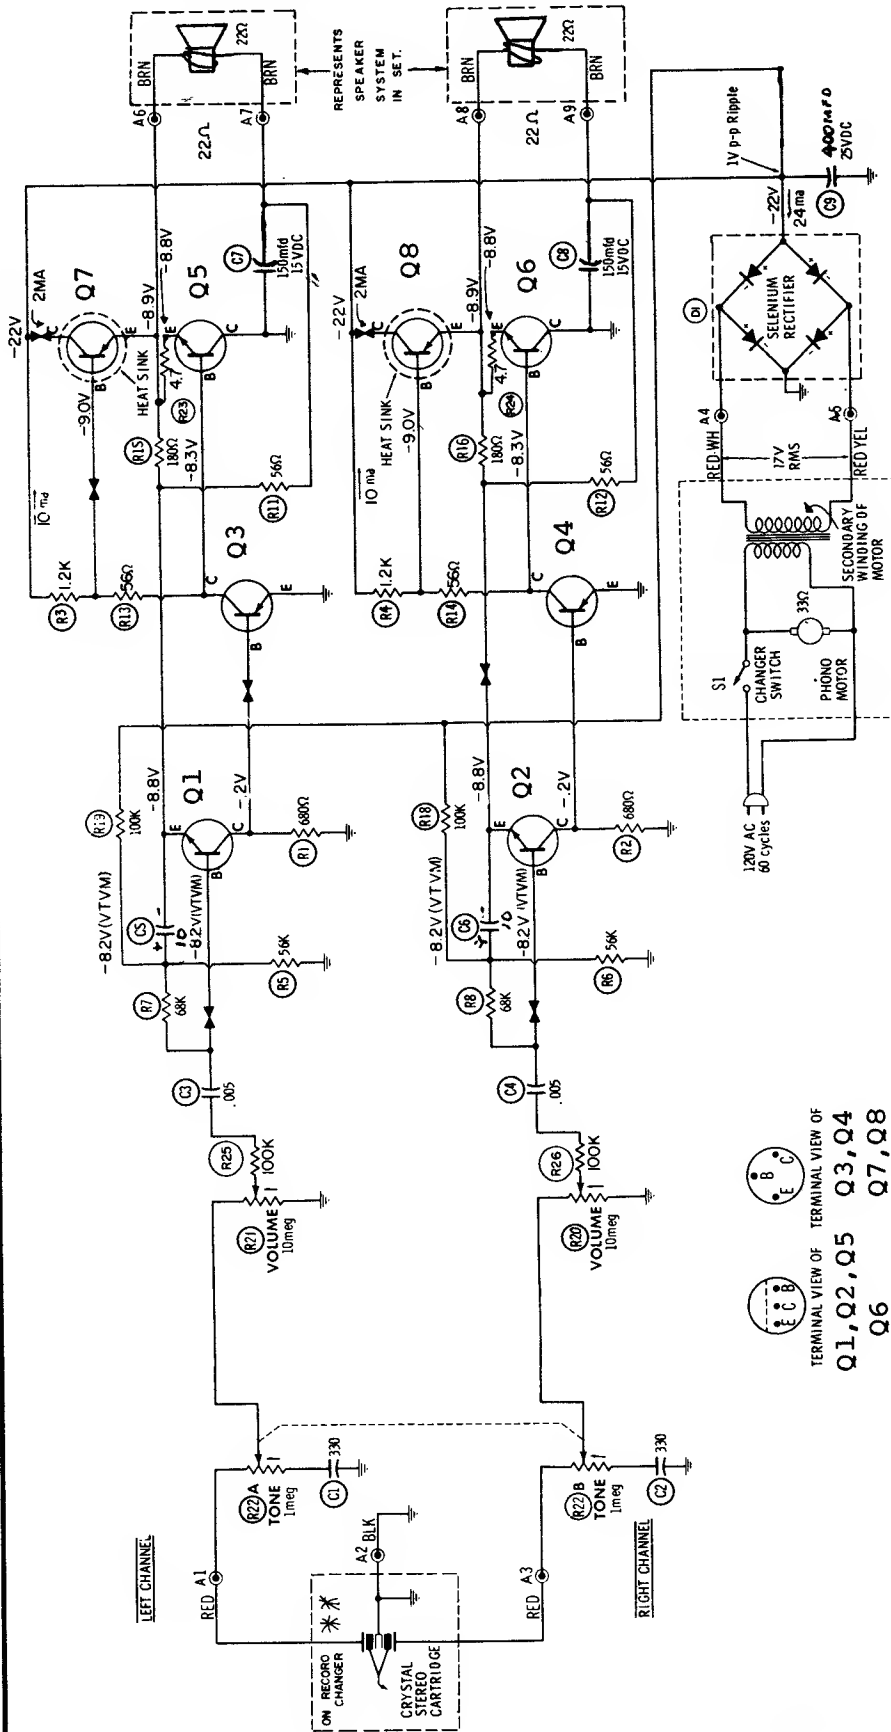 LEFT CHANNEL
A1
RED
ON RECORD
CHANGER
CRYSTAL
STEREO
CARTRIDGE
A2
BLK
A3
RED
RIGHT CHANNEL
R22 A
TONE
1meg
C1
330
R22 B
TONE
1meg
C2
330
R21
VOLUME
10meg
R25
100K
C3
.005
R20
VOLUME
10meg
R26
100K
C4
.005
R7
68K
R5
56K
C5
+ 10 -
-8.2V(VTVM)
-8.2V(VTVM)
R19
100K
-8.8V
E
B
C
Q1
-.2V
R1
680Ω
R8
68K
R6
56K
C6
+ 10 -
-8.2V(VTVM)
-8.2V(VTVM)
R18
100K
-8.8V
E
B
C
Q2
-.2V
R2
680Ω
R3
1.2K
R13
56Ω
C
B
E
Q3
10 ma
-22V
2MA
C
Q7
B
E
HEAT SINK
-9.0V
-8.9V
-8.8V
R15
180Ω
R23
4.7
-8.3V
E
B
C
Q5
R11
56Ω
C7
150mfd
15VDC
A6
BRN
22Ω
22Ω
A7
BRN
REPRESENTS
SPEAKER
SYSTEM
IN SET.
R4
1.2K
R14
56Ω
C
B
E
Q4
10 ma
-22V
2MA
C
Q8
B
E
HEAT SINK
-9.0V
-8.9V
-8.8V
R16
180Ω
R24
4.7
-8.3V
E
B
C
Q6
R12
56Ω
C8
150mfd
15VDC
A8
BRN
22Ω
22Ω
A9
BRN
1V p-p Ripple
-22V
24ma
C9
400MFD
25VDC
D1
SELENIUM
RECTIFIER
A4
RED-WH
17V
RMS
A5
RED YEL
SECONDARY
WINDING OF
MOTOR
33Ω
S1
CHANGER
SWITCH
PHONO
MOTOR
120V AC
60 cycles
E C B
TERMINAL VIEW OF
Q1,Q2,Q5
Q6
B
E C
TERMINAL VIEW OF
Q3,Q4
Q7,Q8